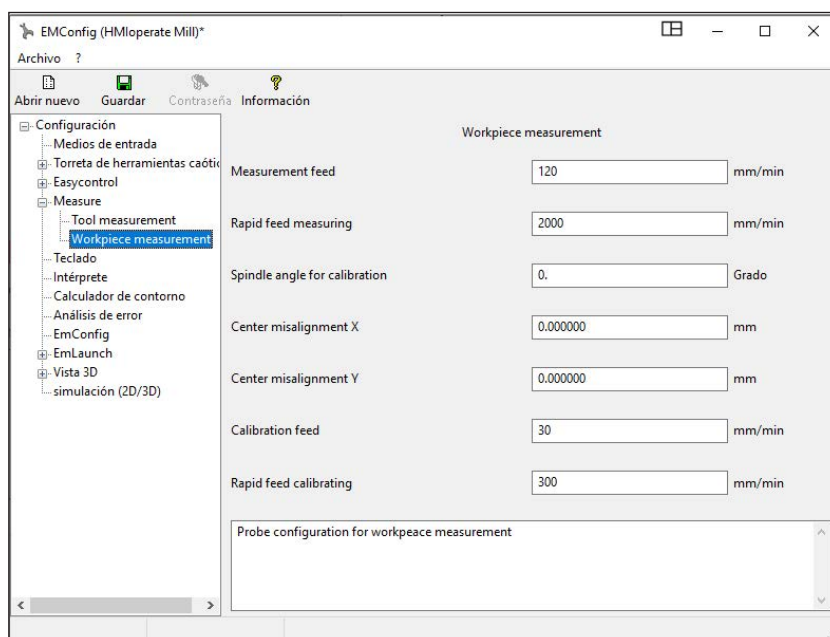 EMConfig (HMIoperate Mill)*
Archivo ?
Abrir nuevo Guardar Contraseña Información
Configuración
Medios de entrada
Torreta de herramientas caótic
Easycontrol
Measure
Tool measurement
Workpiece measurement
Teclado
Intérprete
Calculador de contorno
Análisis de error
EmConfig
EmLaunch
Vista 3D
simulación (2D/3D)
Workpiece measurement
Measurement feed 120 mm/min
Rapid feed measuring 2000 mm/min
Spindle angle for calibration 0. Grado
Center misalignment X 0.000000 mm
Center misalignment Y 0.000000 mm
Calibration feed 30 mm/min
Rapid feed calibrating 300 mm/min
Probe configuration for workpeace measurement